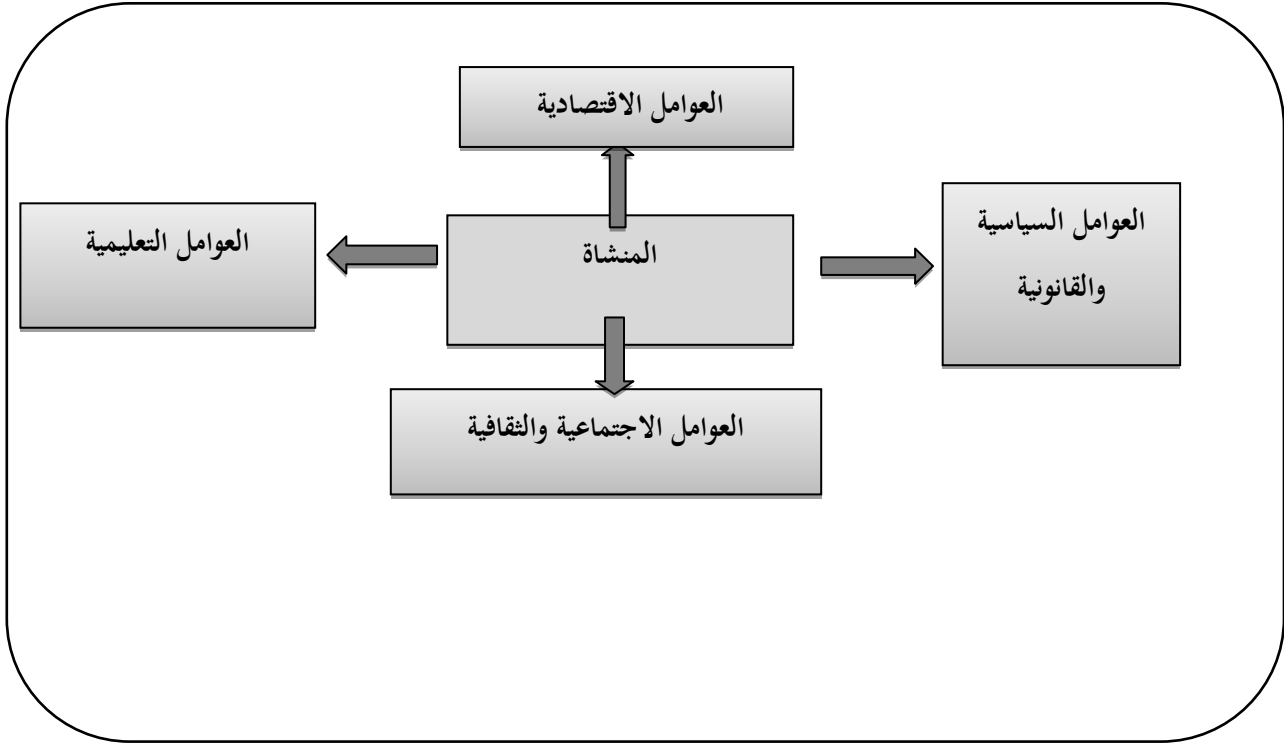 العوامل الاقتصادية
العوامل السياسية
والقانونية
المنشاة
العوامل التعليمية
العوامل الاجتماعية والثقافية